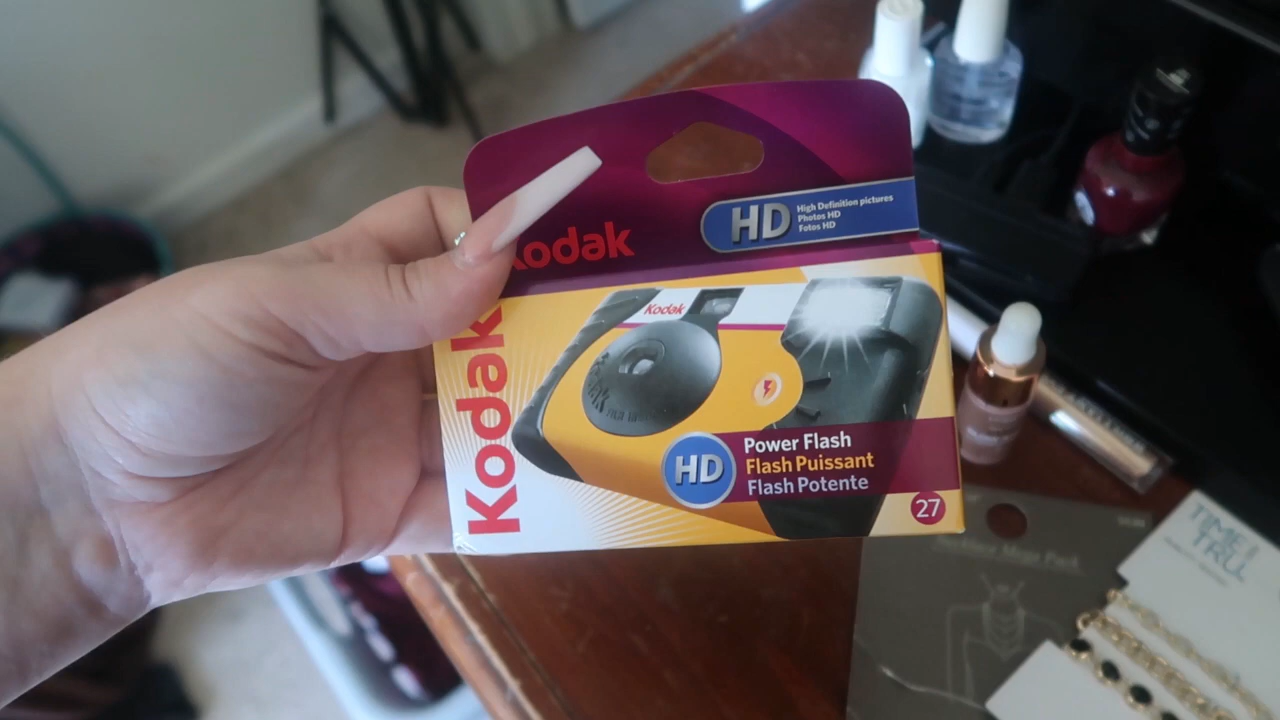 Kodak
HD
High Definition pictures
Photos HD
Fotos HD
Kodak
Kodak
HD
Power Flash
Flash Puissant
Flash Potente
27
TIME
TRU